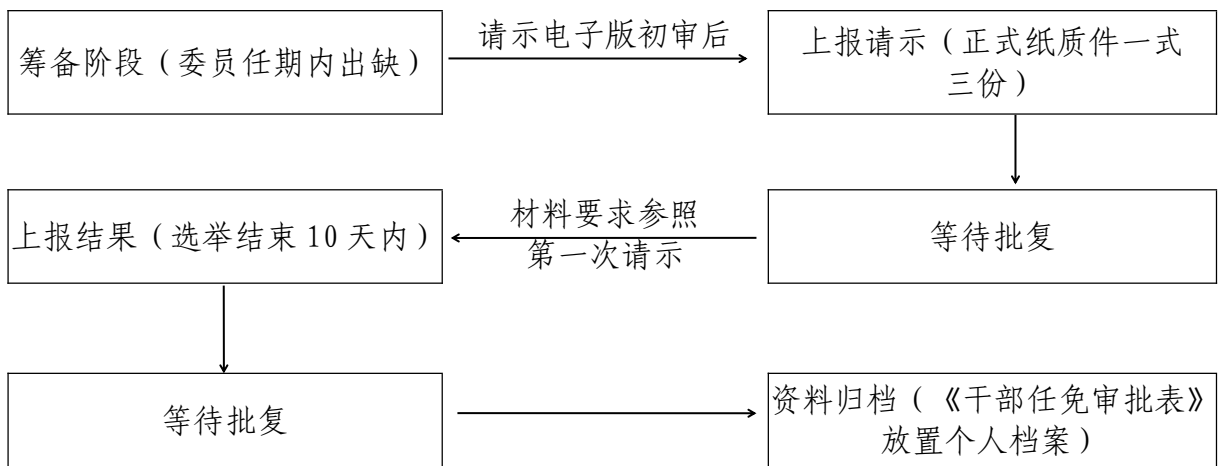 筹备阶段（委员任期内出缺）
请示电子版初审后
上报请示（正式纸质件一式
三份）
等待批复
材料要求参照
第一次请示
上报结果（选举结束 10 天内）
等待批复
资料归档（《干部任免审批表》
放置个人档案）